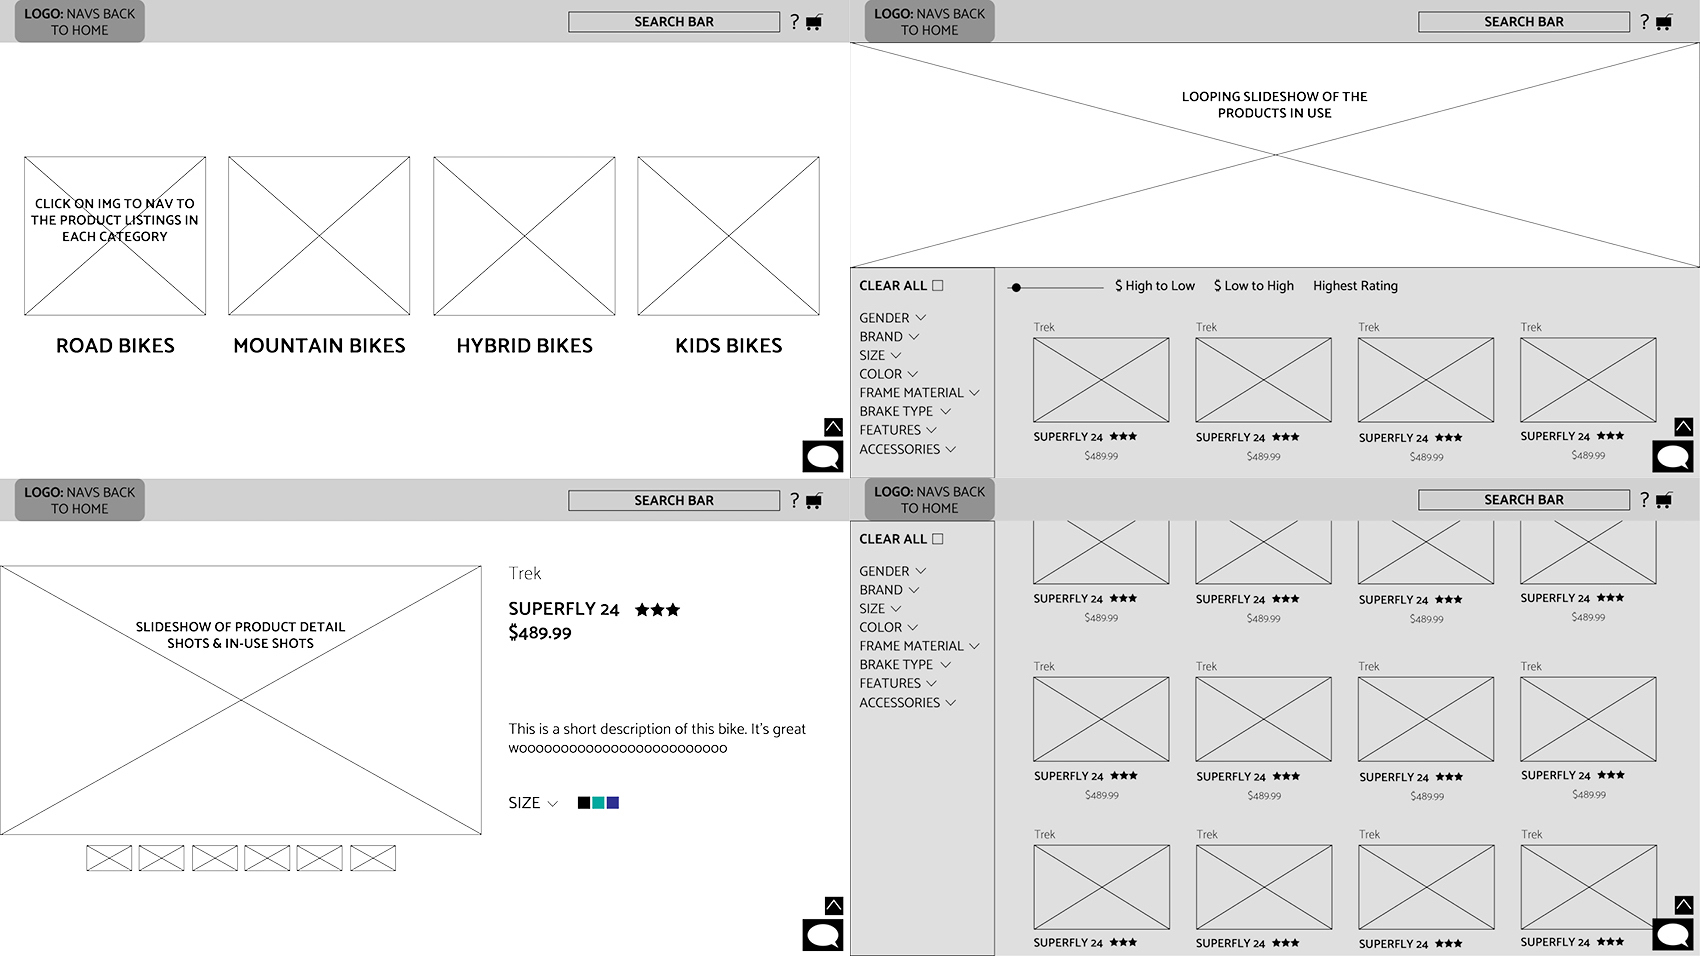 LOGO: NAVS BACK
TO HOME
SEARCH BAR
?
CLICK ON IMG TO NAV TO
THE PRODUCT LISTINGS IN
EACH CATEGORY
ROAD BIKES
MOUNTAIN BIKES
HYBRID BIKES
KIDS BIKES
LOGO: NAVS BACK
TO HOME
SEARCH BAR
?
LOOPING SLIDESHOW OF THE
PRODUCTS IN USE
CLEAR ALL
GENDER
BRAND
SIZE
COLOR
FRAME MATERIAL
BRAKE TYPE
FEATURES
ACCESSORIES
$ High to Low
$ Low to High
Highest Rating
Trek
Trek
Trek
Trek
SUPERFLY 24
SUPERFLY 24
SUPERFLY 24
SUPERFLY 24
$489.99
$489.99
$489.99
$489.99
LOGO: NAVS BACK
TO HOME
SEARCH BAR
?
SLIDESHOW OF PRODUCT DETAIL
SHOTS & IN-USE SHOTS
Trek
SUPERFLY 24
$489.99
This is a short description of this bike. It's great
wooooooooooooooooooooooooo
SIZE
LOGO: NAVS BACK
TO HOME
SEARCH BAR
?
CLEAR ALL
GENDER
BRAND
SIZE
COLOR
FRAME MATERIAL
BRAKE TYPE
FEATURES
ACCESSORIES
SUPERFLY 24
SUPERFLY 24
SUPERFLY 24
SUPERFLY 24
$489.99
$489.99
$489.99
$489.99
Trek
Trek
Trek
Trek
SUPERFLY 24
SUPERFLY 24
SUPERFLY 24
SUPERFLY 24
$489.99
$489.99
$489.99
$489.99
Trek
Trek
Trek
Trek
SUPERFLY 24
SUPERFLY 24
SUPERFLY 24
SUPERFLY 24